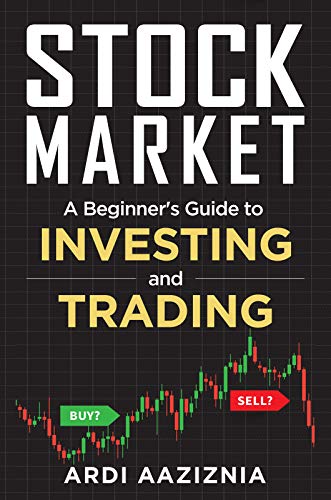 STOCK
MARKET
A Beginner's Guide to
INVESTING
and
TRADING
BUY?
SELL?
ARDI AAZIZNIA